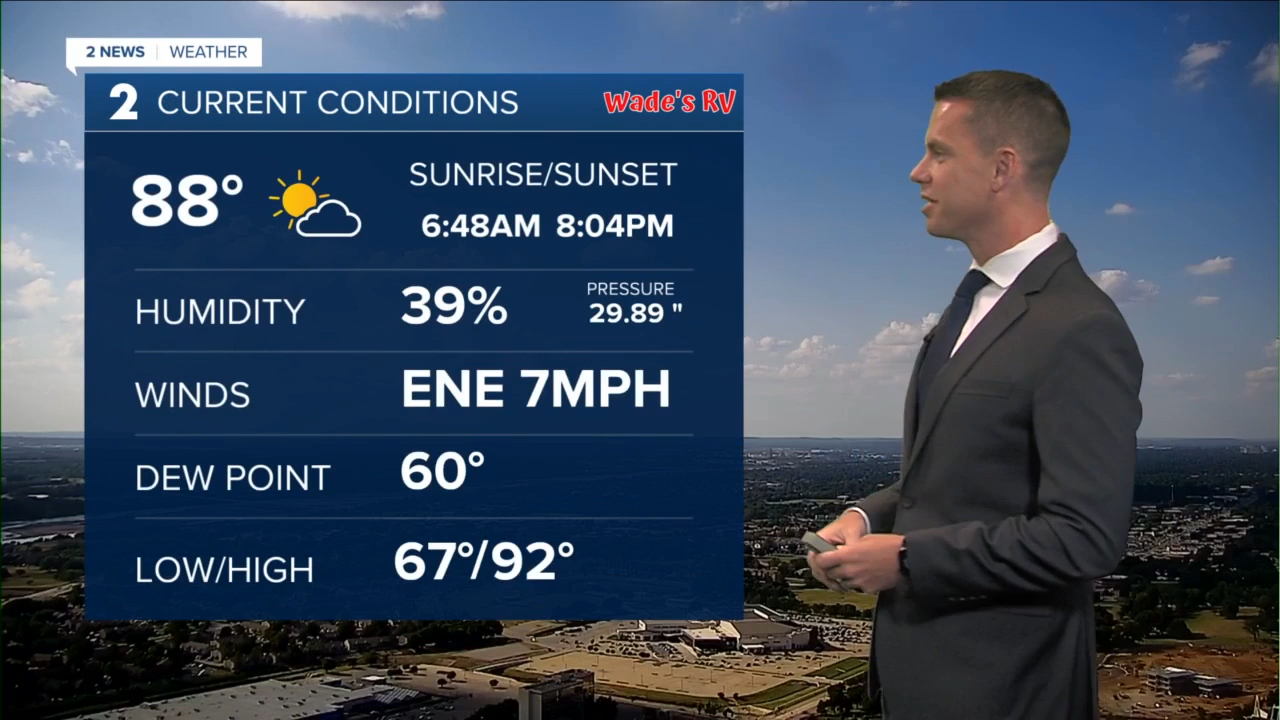 2 NEWS | WEATHER
2 CURRENT CONDITIONS Wade's RV
88° SUNRISE/SUNSET
6:48AM 8:04PM
HUMIDITY 39% PRESSURE
29.89 "
WINDS ENE 7MPH
DEW POINT 60°
LOW/HIGH 67°/92°